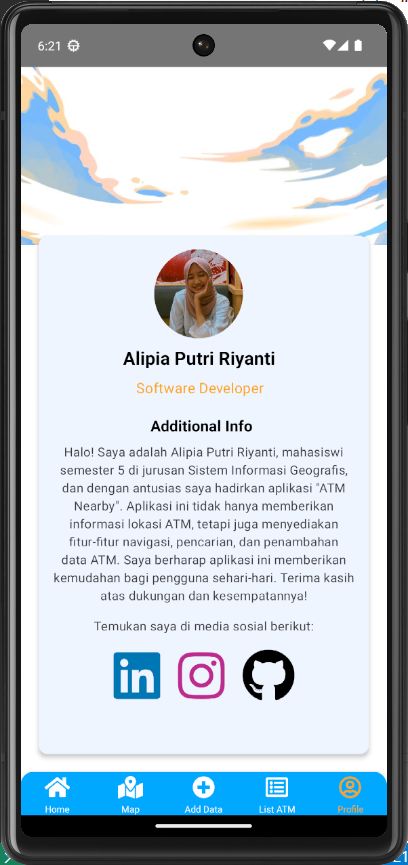 6:21
Alipia Putri Riyanti
Software Developer
Additional Info
Halo! Saya adalah Alipia Putri Riyanti, mahasiswi
semester 5 di jurusan Sistem Informasi Geografis,
dan dengan antusias saya hadirkan aplikasi "ATM
Nearby". Aplikasi ini tidak hanya memberikan
informasi lokasi ATM, tetapi juga menyediakan
fitur-fitur navigasi, pencarian, dan penambahan
data ATM. Saya berharap aplikasi ini memberikan
kemudahan bagi pengguna sehari-hari. Terima kasih
atas dukungan dan kesempatannya!
Temukan saya di media sosial berikut:
in
Home Map Add Data List ATM Profile